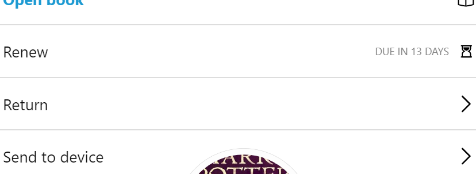 Open book
Renew DUE IN 13 DAYS
Return
Send to device